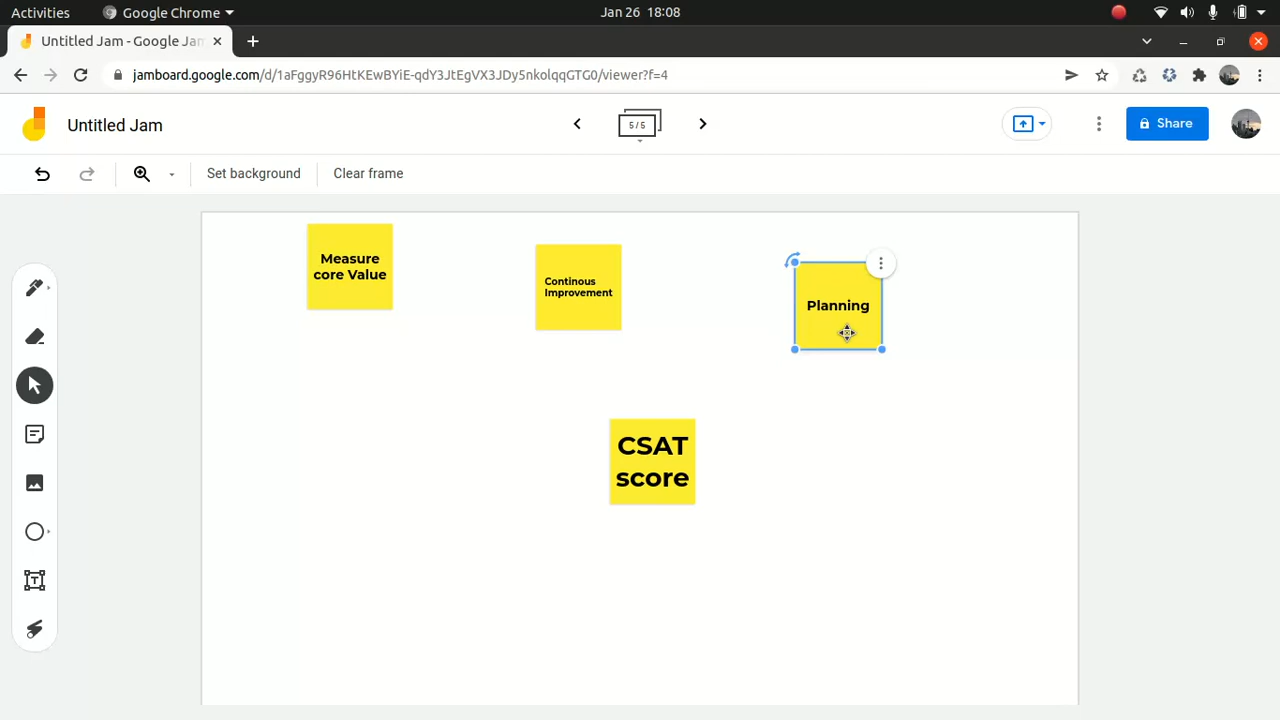 Activities
Google Chrome
Jan 26 18:08
Untitled Jam - Google Jam
jamboard.google.com/d/1aFggyR96HtKEwBYiE-qdY3JtEgVX3JDy5nkolqqGTG0/viewer?f=4
Untitled Jam
5/5
Share
Set background
Clear frame
Measure
core Value
Continous
Improvement
Planning
CSAT
score